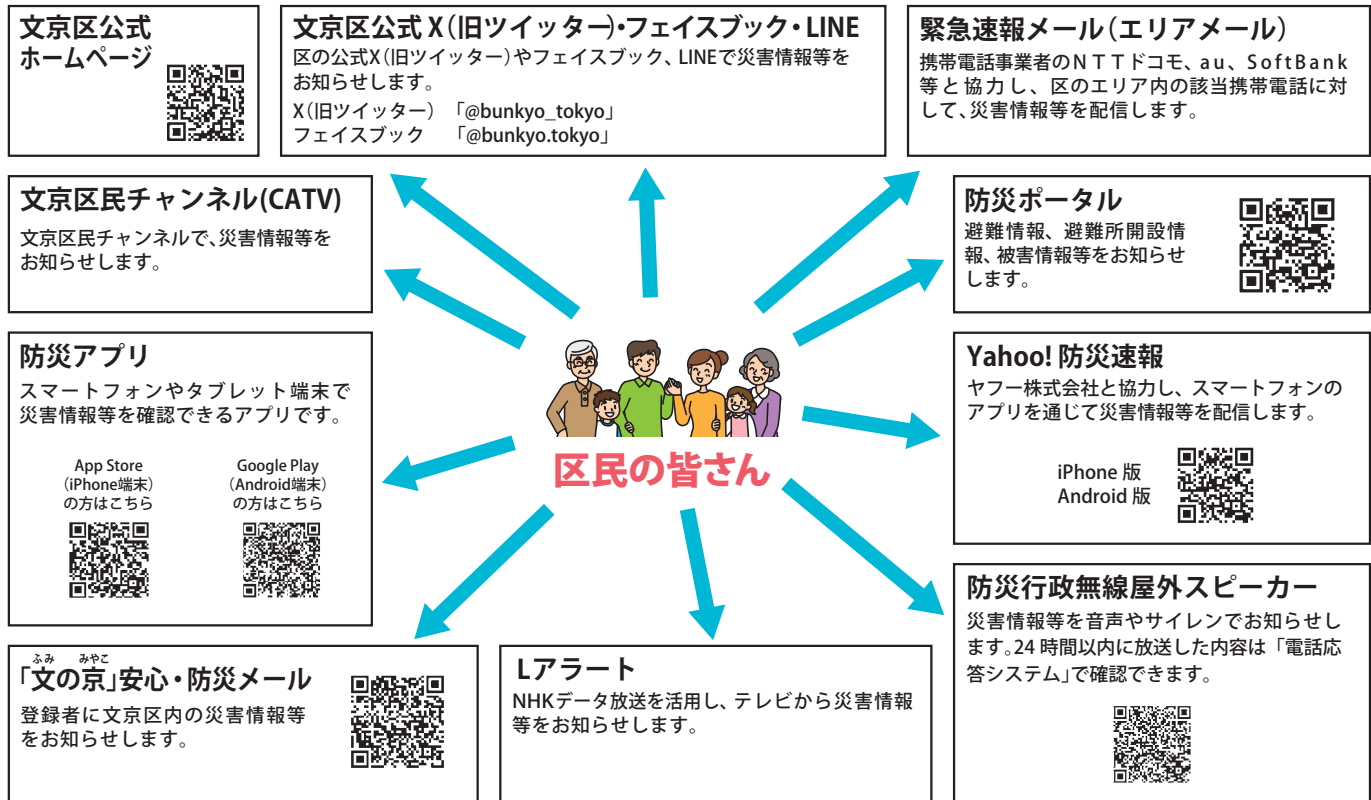 文京区公式
ホームページ
文京区公式 X(旧ツイッター)・フェイスブック・LINE
区の公式X(旧ツイッター)やフェイスブック、LINEで災害情報等を
お知らせします。
X(旧ツイッター) 「@bunkyo_tokyo」
フェイスブック 「@bunkyo.tokyo」
緊急速報メール(エリアメール)
携帯電話事業者のNTTドコモ、au、SoftBank
等と協力し、区のエリア内の該当携帯電話に対
して、災害情報等を配信します。
文京区民チャンネル(CATV)
文京区民チャンネルで、災害情報等を
お知らせします。
防災ポータル
避難情報、避難所開設情
報、被害情報等をお知らせ
します。
防災アプリ
スマートフォンやタブレット端末で
災害情報等を確認できるアプリです。
App Store
(iPhone端末)
の方はこちら
Google Play
(Android端末)
の方はこちら
区民の皆さん
Yahoo! 防災速報
ヤフー株式会社と協力し、スマートフォンの
アプリを通じて災害情報等を配信します。
iPhone 版
Android 版
「文の京」安心・防災メール
ふみ みやこ
登録者に文京区内の災害情報等
をお知らせします。
Lアラート
NHKデータ放送を活用し、テレビから災害情報
等をお知らせします。
防災行政無線屋外スピーカー
災害情報等を音声やサイレンでお知らせし
ます。24 時間以内に放送した内容は「電話応
答システム」で確認できます。